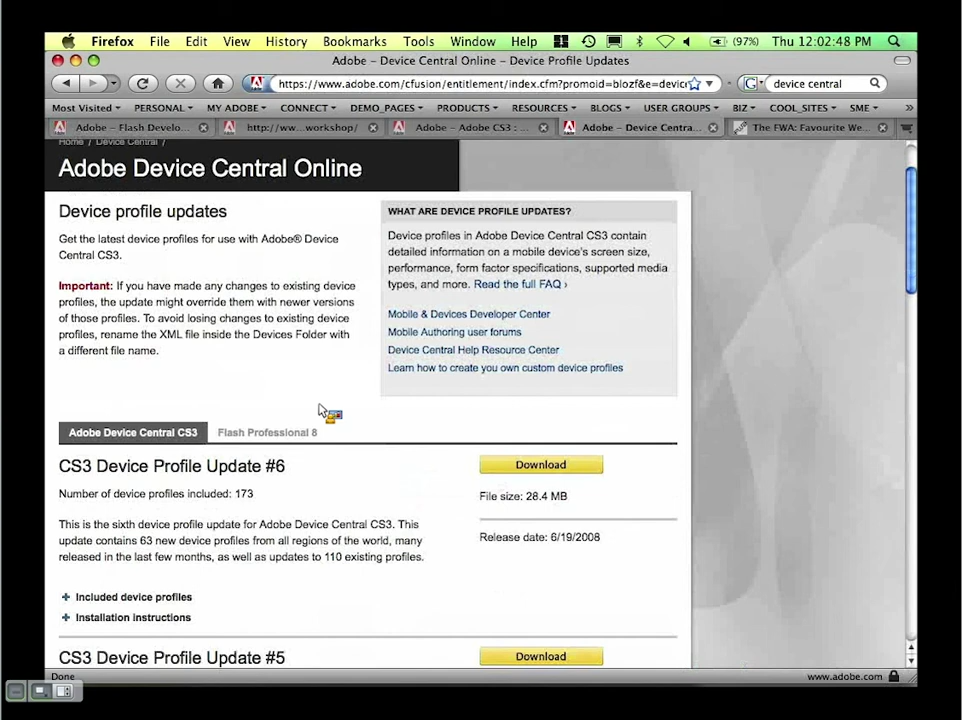 Firefox File Edit View History Bookmarks Tools Window Help (97%) Thu 12:02:48 PM
Adobe – Device Central Online – Device Profile Updates
https://www.adobe.com/cfusion/entitlement/index.cfm?promoid=biozf&e=device device central
Most Visited PERSONAL MY ADOBE CONNECT DEMO_PAGES PRODUCTS RESOURCES BLOGS USER GROUPS BIZ COOL_SITES SME
Adobe – Flash Develo... http://ww...workshop/ Adobe – Adobe CS3 : ... Adobe – Device Centra... The FWA: Favourite We...
Home / Device Central /
Adobe Device Central Online
Device profile updates
Get the latest device profiles for use with Adobe® Device
Central CS3.
Important: If you have made any changes to existing device
profiles, the update might override them with newer versions
of those profiles. To avoid losing changes to existing device
profiles, rename the XML file inside the Devices Folder with
a different file name.
WHAT ARE DEVICE PROFILE UPDATES?
Device profiles in Adobe Device Central CS3 contain
detailed information on a mobile device's screen size,
performance, form factor specifications, supported media
types, and more. Read the full FAQ ›
Mobile & Devices Developer Center
Mobile Authoring user forums
Device Central Help Resource Center
Learn how to create you own custom device profiles
Adobe Device Central CS3 Flash Professional 8
CS3 Device Profile Update #6
Download
Number of device profiles included: 173
File size: 28.4 MB
This is the sixth device profile update for Adobe Device Central CS3. This
update contains 63 new device profiles from all regions of the world, many
released in the last few months, as well as updates to 110 existing profiles.
Release date: 6/19/2008
+ Included device profiles
+ Installation instructions
CS3 Device Profile Update #5
Download
Done www.adobe.com